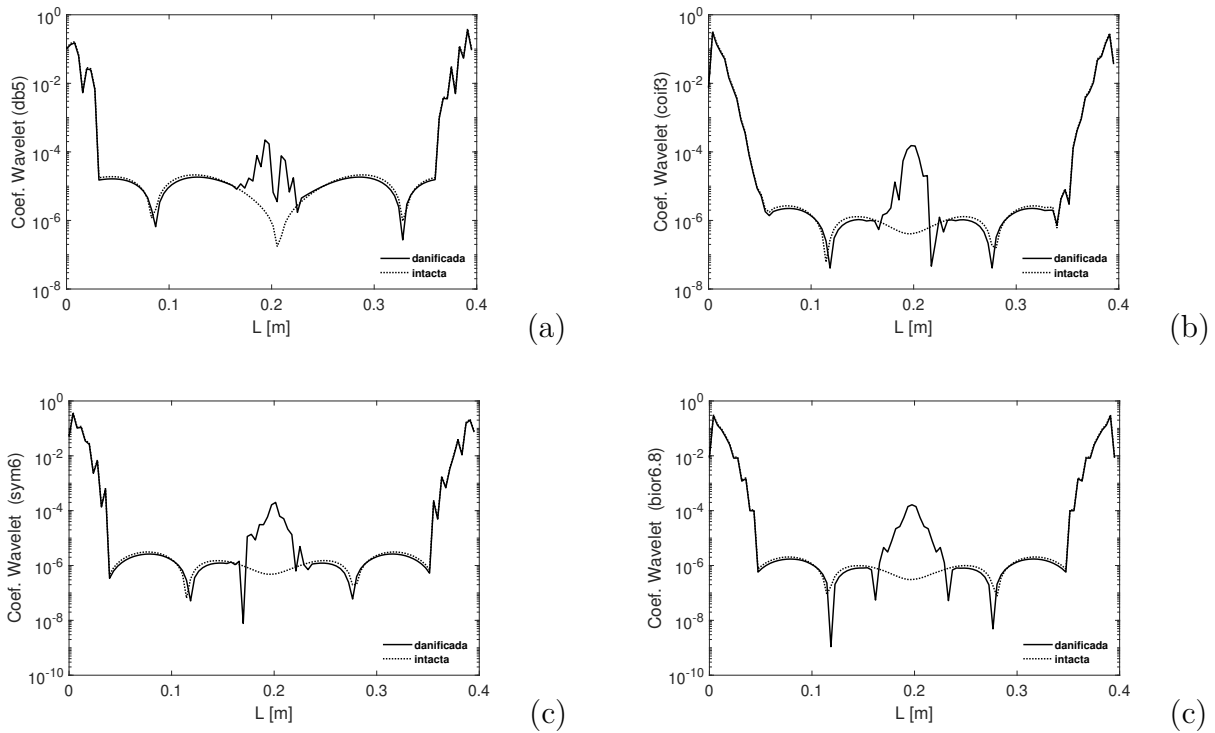 10^0
10^-2
10^-4
10^-6
10^-8
Coef. Wavelet (db5)
danificada
intacta
0 0.1 0.2 0.3 0.4
L [m]
(a)
10^0
10^-2
10^-4
10^-6
10^-8
Coef. Wavelet (coif3)
danificada
intacta
0 0.1 0.2 0.3 0.4
L [m]
(b)
10^0
10^-2
10^-4
10^-6
10^-8
10^-10
Coef. Wavelet (sym6)
danificada
intacta
0 0.1 0.2 0.3 0.4
L [m]
(c)
10^0
10^-2
10^-4
10^-6
10^-8
10^-10
Coef. Wavelet (bior6.8)
danificada
intacta
0 0.1 0.2 0.3 0.4
L [m]
(c)